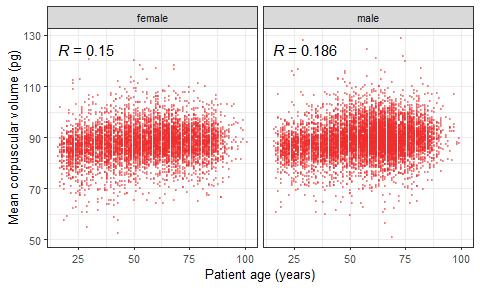 female
male
R = 0.15
R = 0.186
130
110
90
70
50
Mean corpuscular volume (pg)
25
50
75
100
25
50
75
100
Patient age (years)